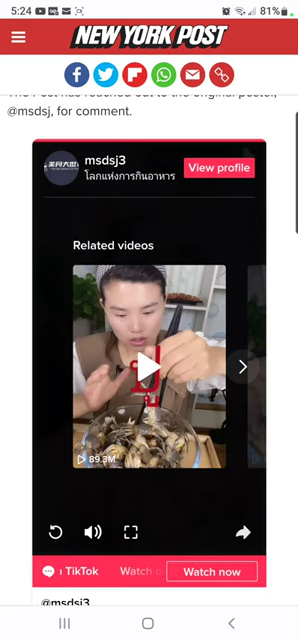 5:24
81%
NEW YORK POST
The Post has reached out to the original poster,
@msdsj, for comment.
msdsj3
โลกแห่งการกินอาหาร
View profile
Related videos
ปู
89.3M
TikTok
Watch n
Watch now
@msdsj3